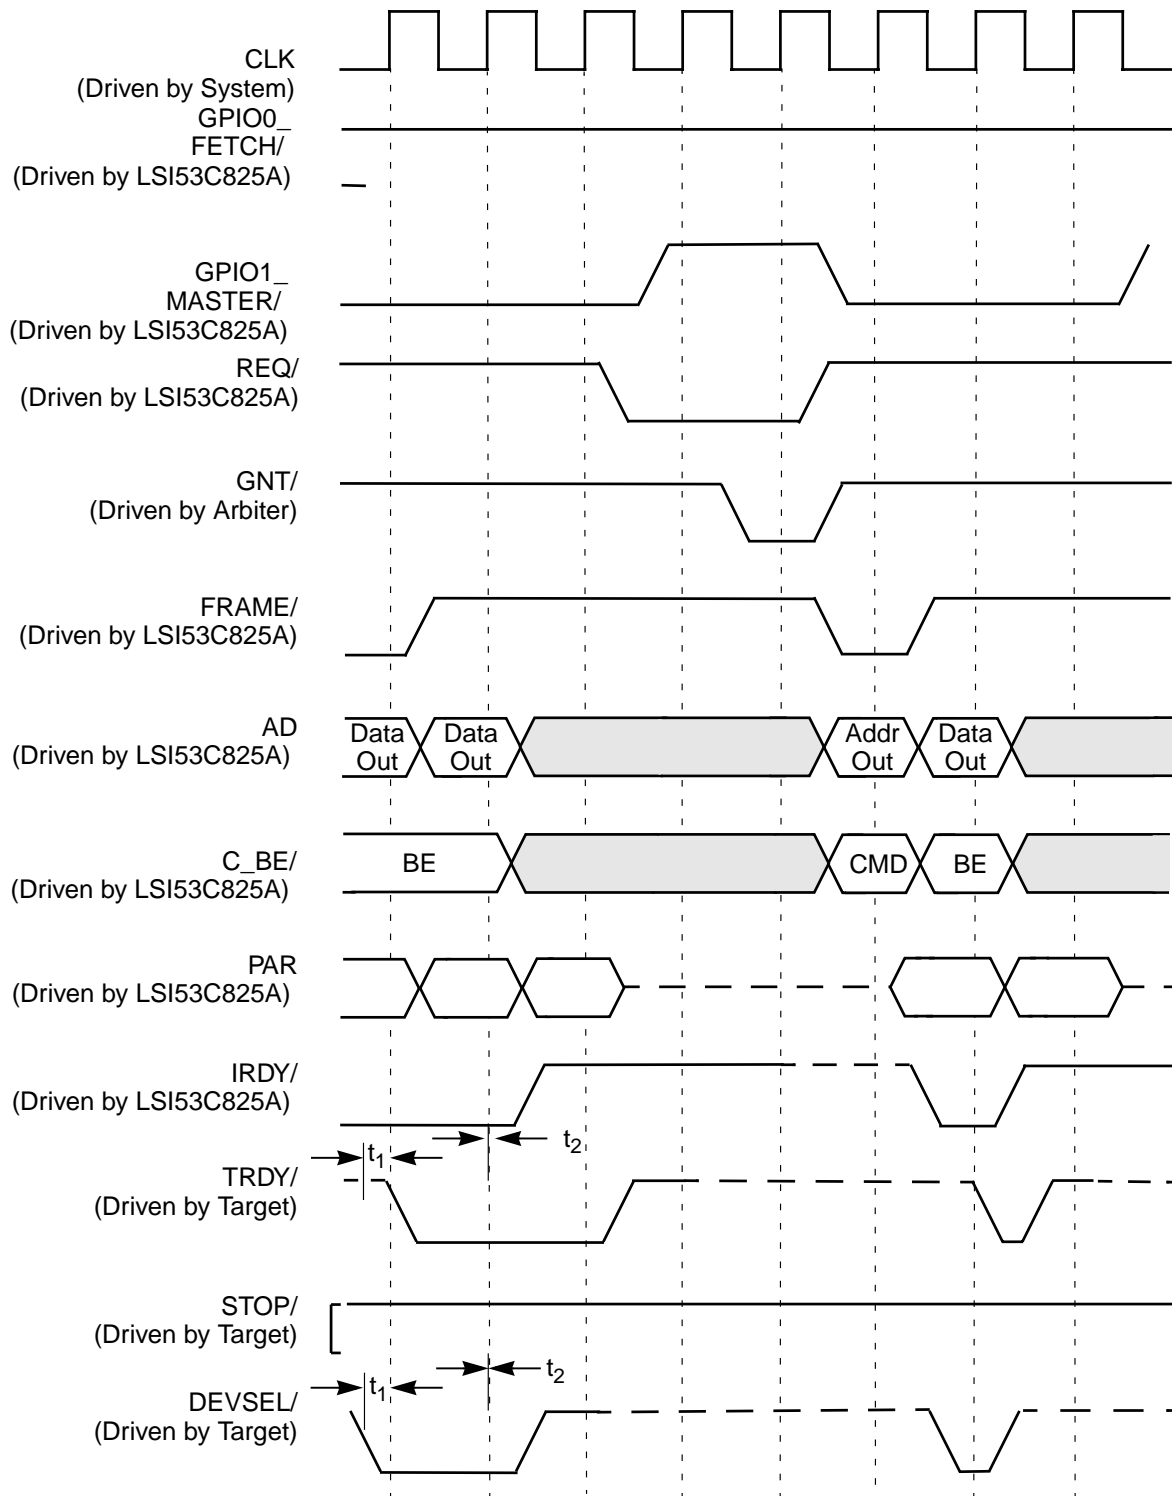 CLK
(Driven by System)
GPIO0_
FETCH/
(Driven by LSI53C825A)
GPIO1_
MASTER/
(Driven by LSI53C825A)
REQ/
(Driven by LSI53C825A)
GNT/
(Driven by Arbiter)
FRAME/
(Driven by LSI53C825A)
AD
(Driven by LSI53C825A)
Data Out
Data Out
Addr Out
Data Out
C_BE/
(Driven by LSI53C825A)
BE
CMD
BE
PAR
(Driven by LSI53C825A)
IRDY/
(Driven by LSI53C825A)
t1
t2
TRDY/
(Driven by Target)
STOP/
(Driven by Target)
t1
t2
DEVSEL/
(Driven by Target)